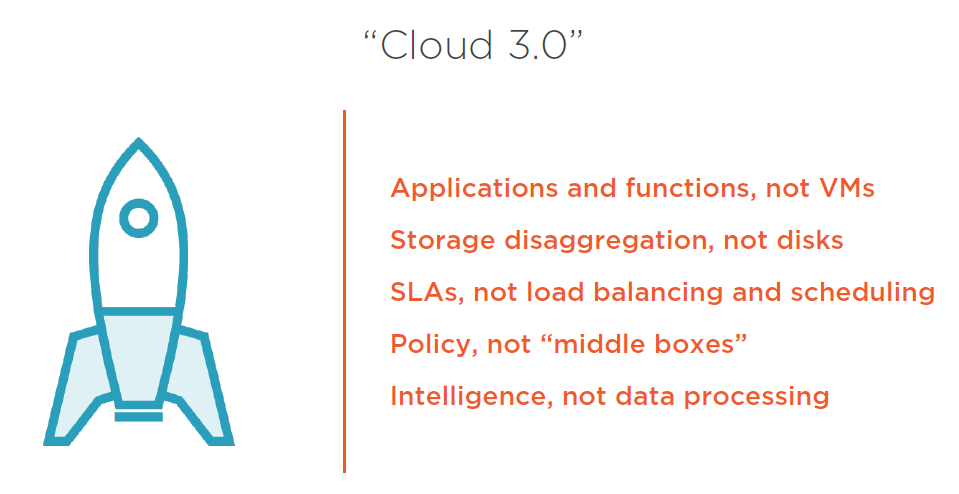 “Cloud 3.0”
Applications and functions, not VMs
Storage disaggregation, not disks
SLAs, not load balancing and scheduling
Policy, not “middle boxes”
Intelligence, not data processing